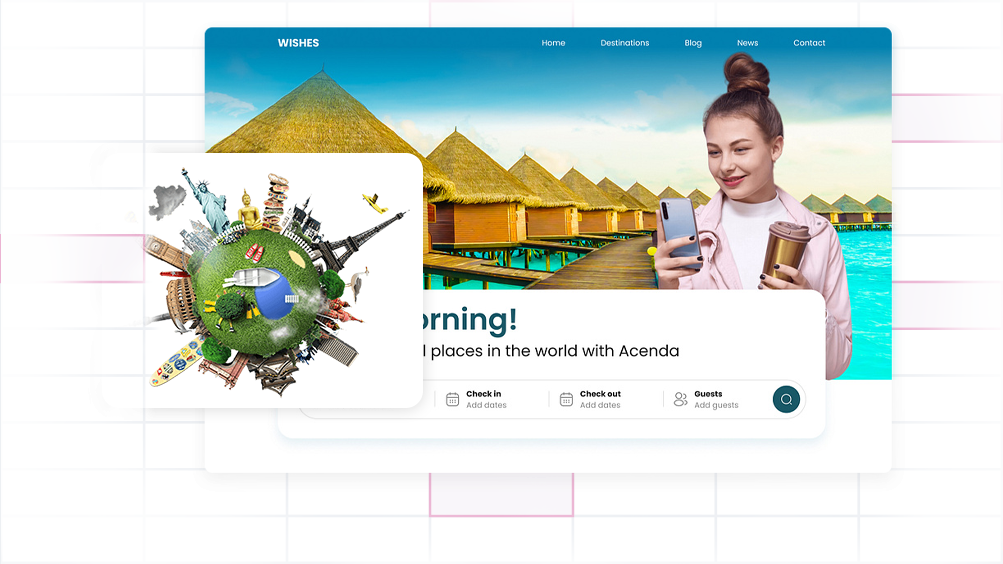 WISHES
Home Destinations Blog News Contact
orning!
l places in the world with Acenda
Check in
Add dates
Check out
Add dates
Guests
Add guests